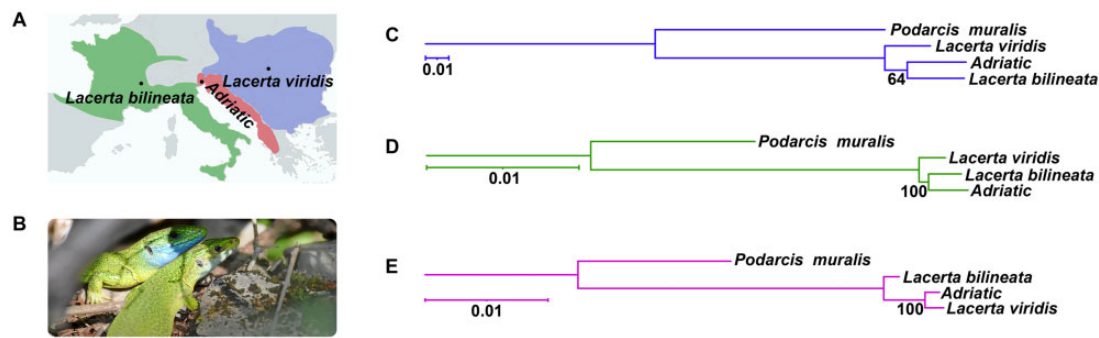 A
Lacerta viridis
Lacerta bilineata
Adriatic
B
C
Podarcis muralis
Lacerta viridis
Adriatic
Lacerta bilineata
64
0.01
D
Podarcis muralis
Lacerta viridis
Lacerta bilineata
Adriatic
100
0.01
E
Podarcis muralis
Lacerta bilineata
Adriatic
Lacerta viridis
100
0.01